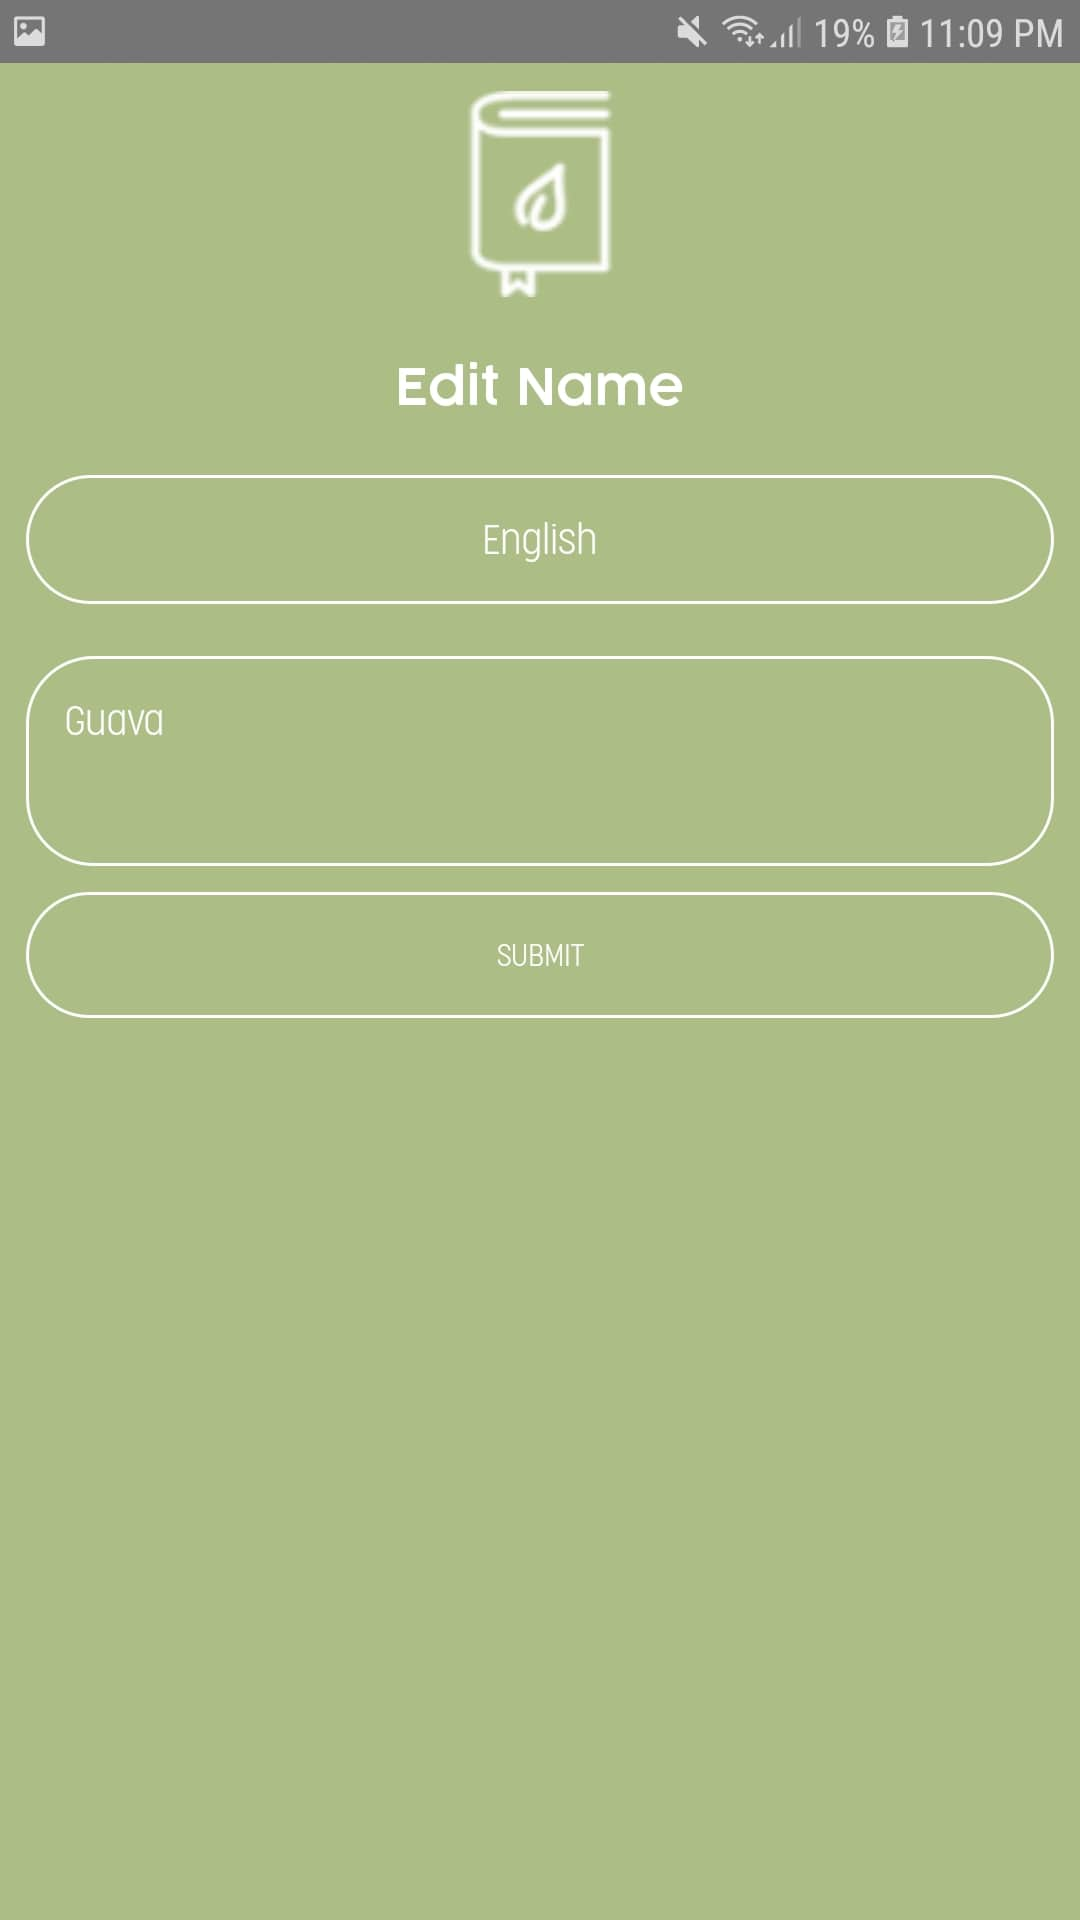 19% 11:09 PM
Edit Name
English
Guava
SUBMIT